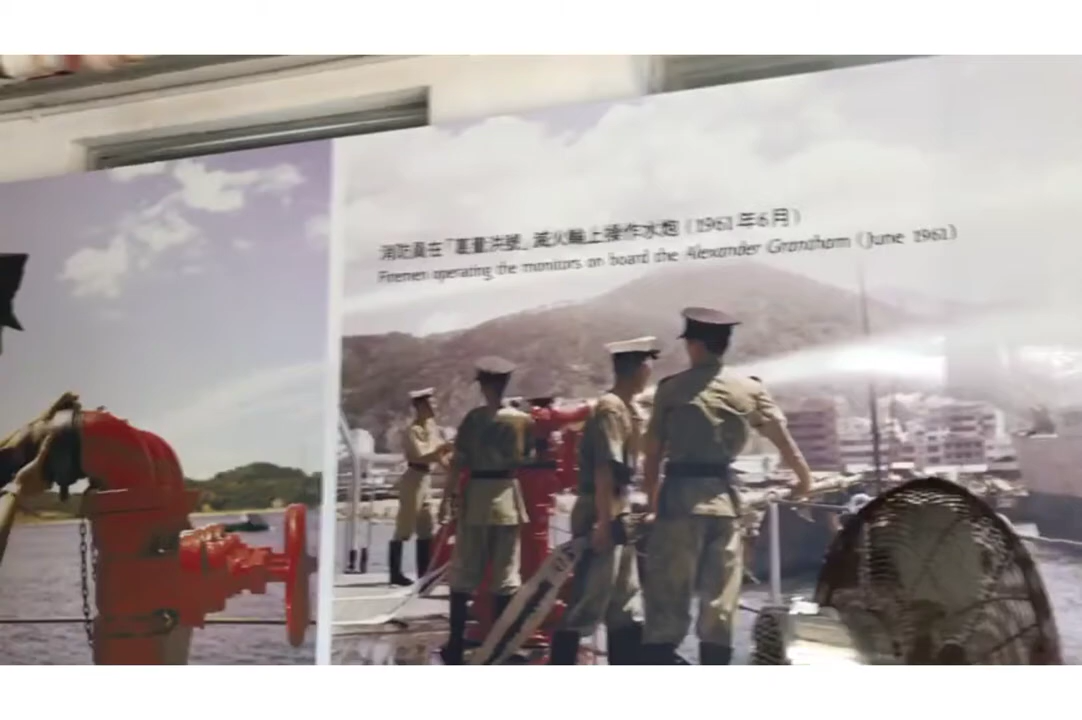 消防員在「葛量洪號」滅火輪上操作水炮（1961年6月）
Firemen operating the monitors on board the Alexander Grantham (June 1961)